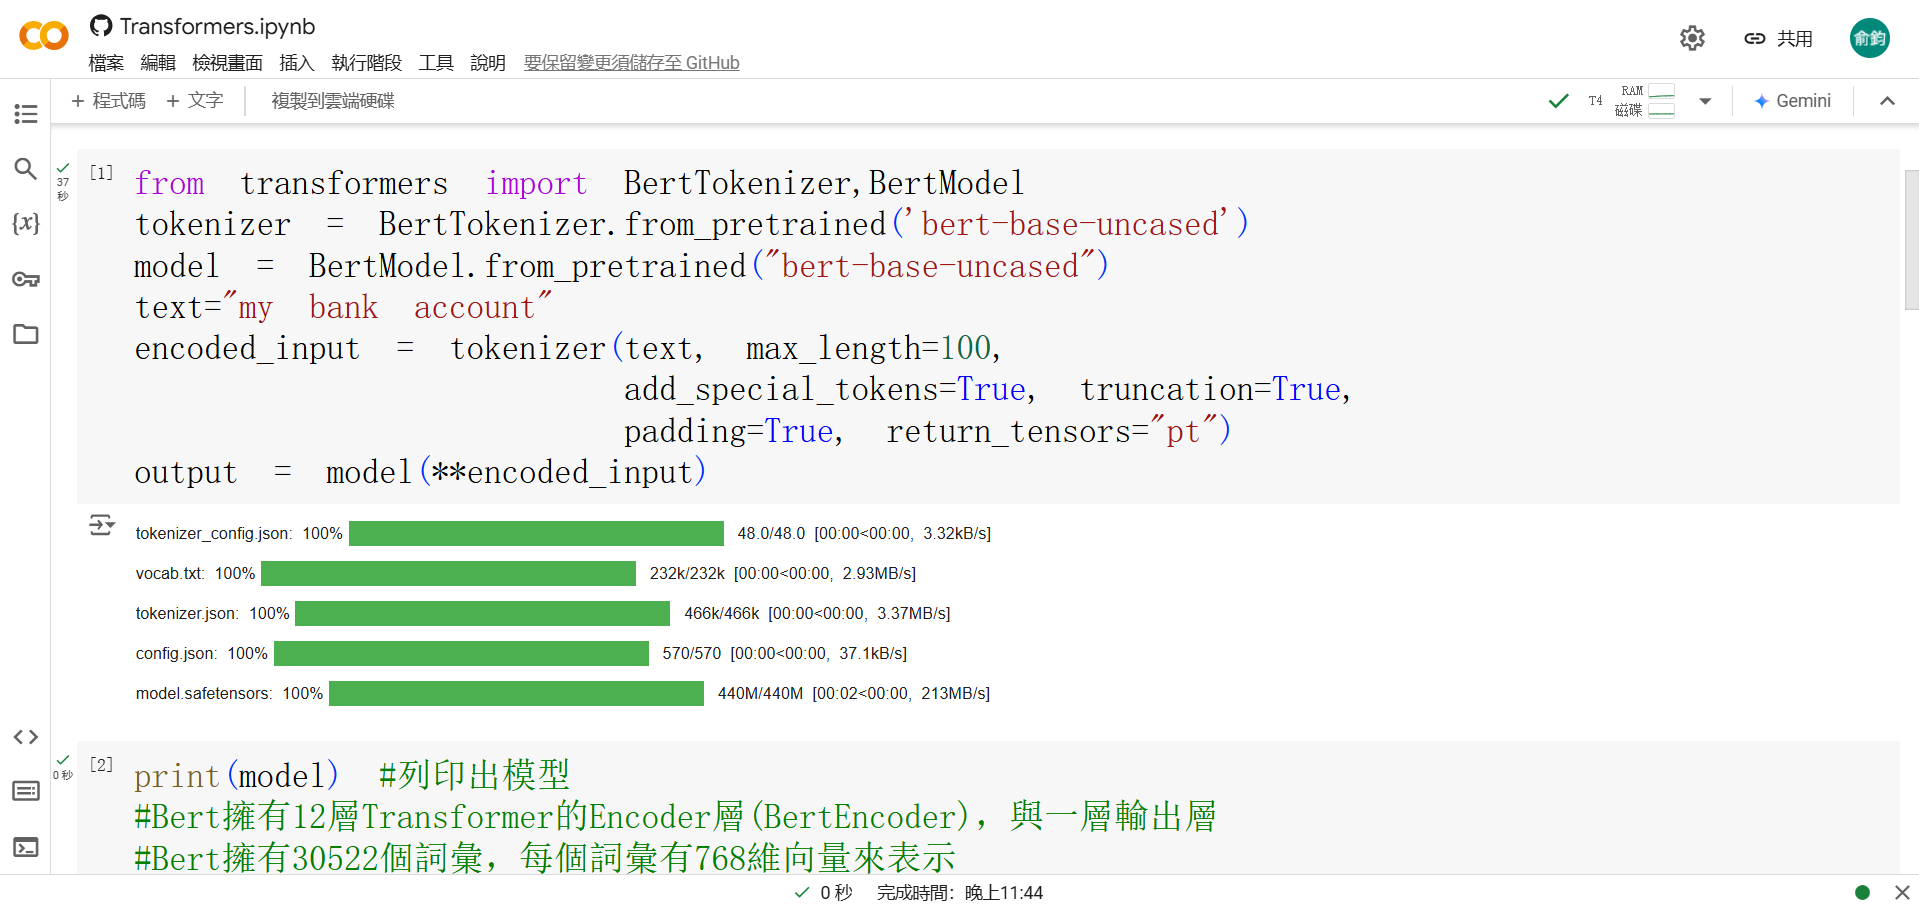 Transformers.ipynb
共用
俞鈞
檔案 編輯 檢視畫面 插入 執行階段 工具 說明 要保留變更須儲存至 GitHub
+ 程式碼 + 文字 複製到雲端硬碟
T4 RAM 磁碟 Gemini
[1]
37 秒
from transformers import BertTokenizer,BertModel
tokenizer = BertTokenizer.from_pretrained('bert-base-uncased')
model = BertModel.from_pretrained("bert-base-uncased")
text="my bank account"
encoded_input = tokenizer(text, max_length=100,
add_special_tokens=True, truncation=True,
padding=True, return_tensors="pt")
output = model(**encoded_input)
tokenizer_config.json: 100% 48.0/48.0 [00:00<00:00, 3.32kB/s]
vocab.txt: 100% 232k/232k [00:00<00:00, 2.93MB/s]
tokenizer.json: 100% 466k/466k [00:00<00:00, 3.37MB/s]
config.json: 100% 570/570 [00:00<00:00, 37.1kB/s]
model.safetensors: 100% 440M/440M [00:02<00:00, 213MB/s]
[2]
0 秒
print(model) #列印出模型
#Bert擁有12層Transformer的Encoder層(BertEncoder)，與一層輸出層
#Bert擁有30522個詞彙，每個詞彙有768維向量來表示
0 秒 完成時間：晚上11:44